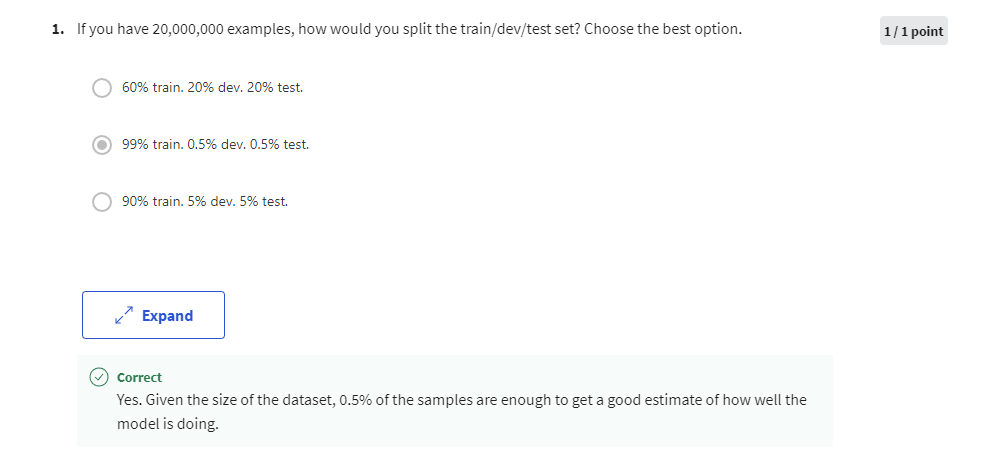 1. If you have 20,000,000 examples, how would you split the train/dev/test set? Choose the best option.
1 / 1 point
60% train. 20% dev. 20% test.
99% train. 0.5% dev. 0.5% test.
90% train. 5% dev. 5% test.
Expand
Correct
Yes. Given the size of the dataset, 0.5% of the samples are enough to get a good estimate of how well the
model is doing.